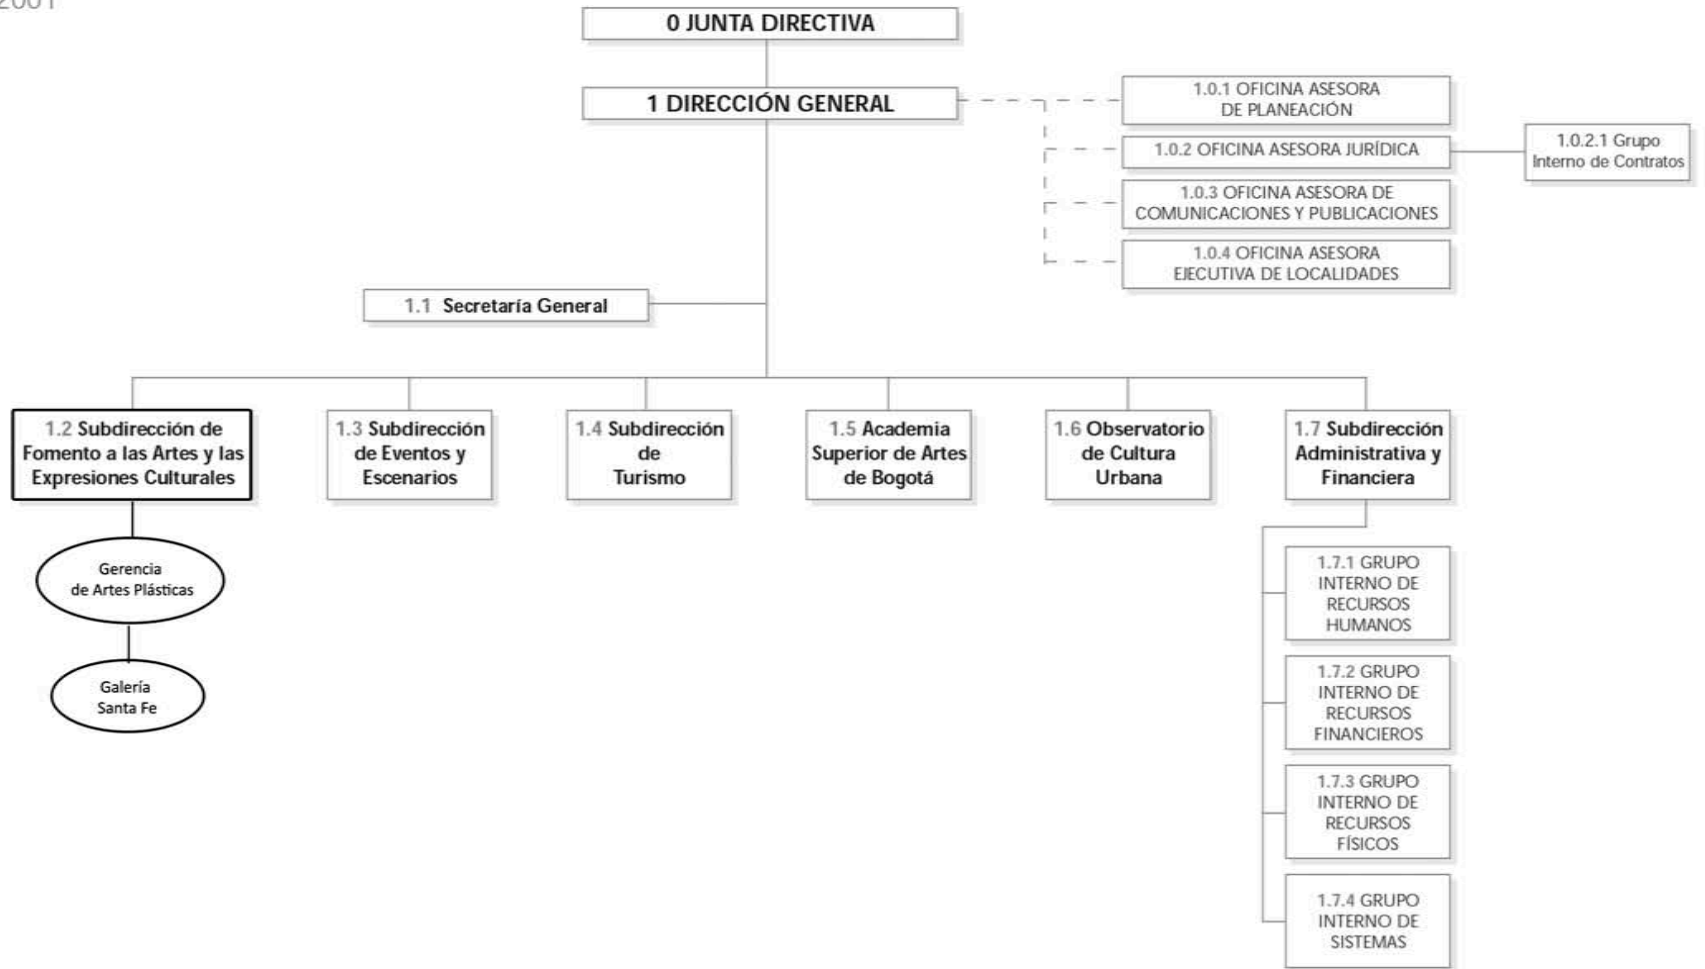 2001
0 JUNTA DIRECTIVA
1 DIRECCIÓN GENERAL
1.0.1 OFICINA ASESORA
DE PLANEACIÓN
1.0.2 OFICINA ASESORA JURÍDICA
1.0.2.1 Grupo
Interno de Contratos
1.0.3 OFICINA ASESORA DE
COMUNICACIONES Y PUBLICACIONES
1.0.4 OFICINA ASESORA
EJECUTIVA DE LOCALIDADES
1.1 Secretaría General
1.2 Subdirección de
Fomento a las Artes y las
Expresiones Culturales
1.3 Subdirección
de Eventos y
Escenarios
1.4 Subdirección
de
Turismo
1.5 Academia
Superior de Artes
de Bogotá
1.6 Observatorio
de Cultura
Urbana
1.7 Subdirección
Administrativa y
Financiera
Gerencia
de Artes Plásticas
Galería
Santa Fe
1.7.1 GRUPO
INTERNO DE
RECURSOS
HUMANOS
1.7.2 GRUPO
INTERNO DE
RECURSOS
FINANCIEROS
1.7.3 GRUPO
INTERNO DE
RECURSOS
FÍSICOS
1.7.4 GRUPO
INTERNO DE
SISTEMAS